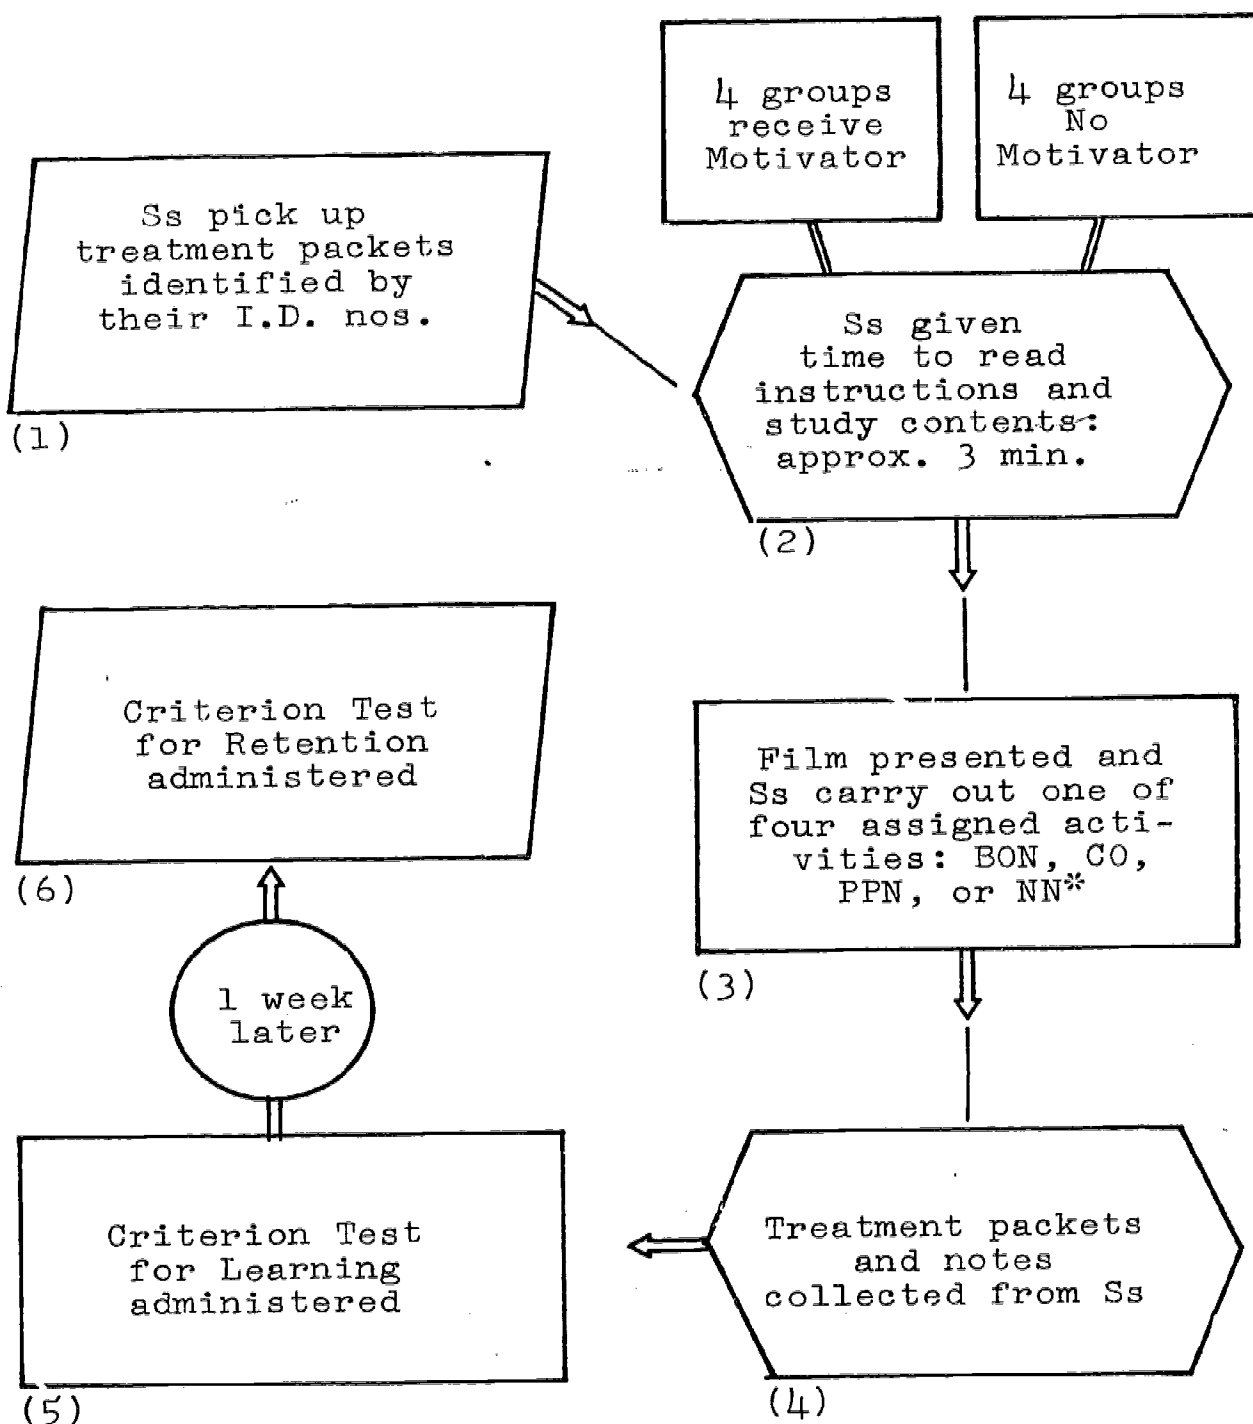 4 groups
receive
Motivator
4 groups
No
Motivator
Ss pick up
treatment packets
identified by
their I.D. nos.
(1)
Ss given
time to read
instructions and
study contents:
approx. 3 min.
(2)
Film presented and
Ss carry out one of
four assigned acti-
vities: BON, CO,
PPN, or NN*
(3)
Treatment packets
and notes
collected from Ss
(4)
Criterion Test
for Learning
administered
(5)
1 week
later
Criterion Test
for Retention
administered
(6)